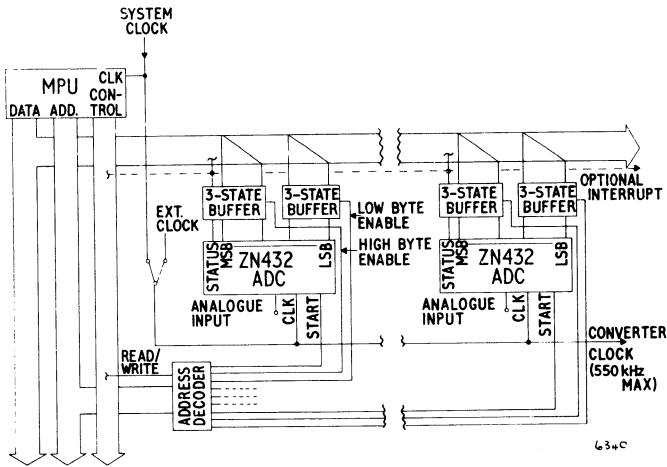 SYSTEM
CLOCK
MPU
CLK
CON-
TROL
DATA
ADD.
OPTIONAL
INTERRUPT
3-STATE
BUFFER
3-STATE
BUFFER
3-STATE
BUFFER
3-STATE
BUFFER
EXT.
CLOCK
LOW BYTE
ENABLE
HIGH BYTE
ENABLE
STATUS
MSB
ZN432
ADC
LSB
STATUS
MSB
ZN432
ADC
LSB
ANALOGUE
INPUT
CLK
START
ANALOGUE
INPUT
CLK
START
CONVERTER
CLOCK
(550 kHz
MAX)
READ/
WRITE
ADDRESS
DECODER
634C